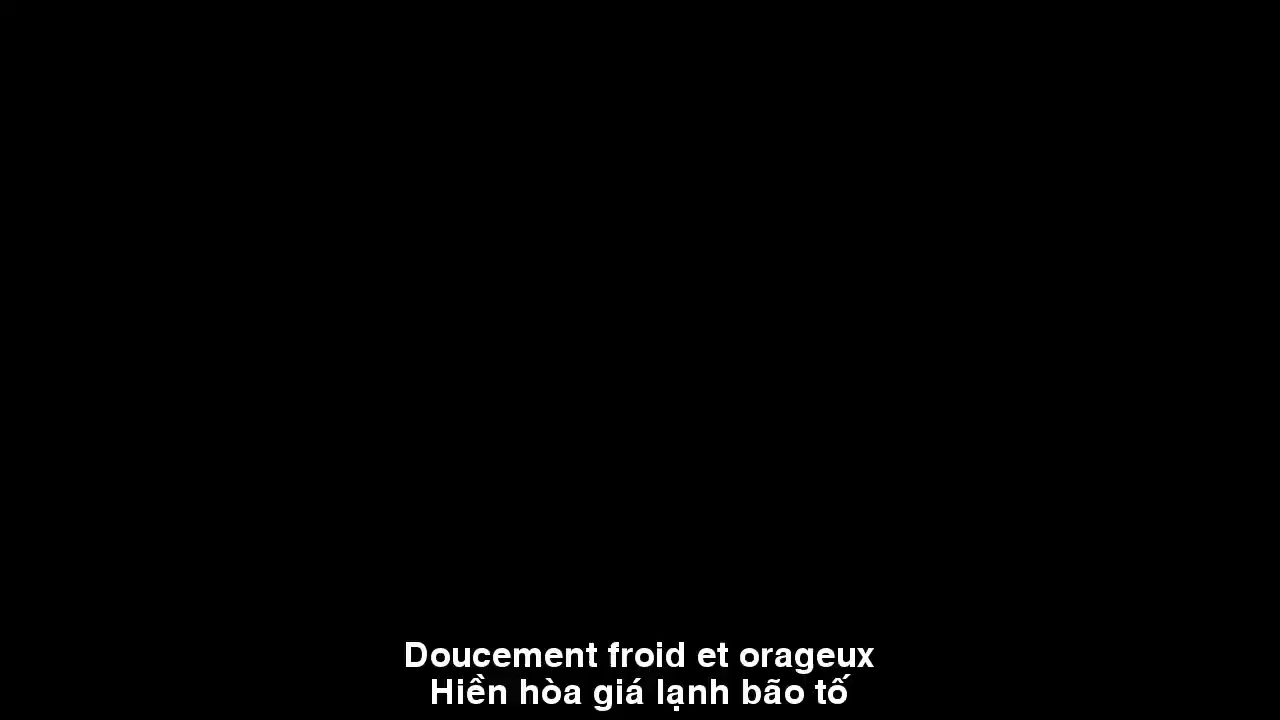 Doucement froid et orageux
Hiền hòa giá lạnh bão tố